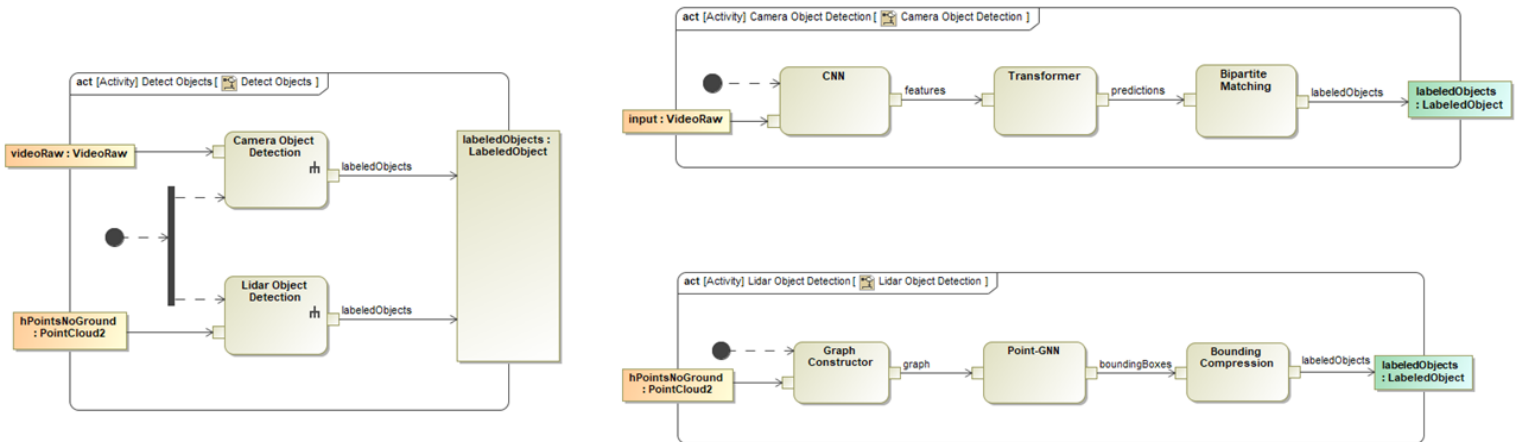 act [Activity] Detect Objects [ Detect Objects ]
videoRaw : VideoRaw
Camera Object
Detection
labeledObjects
labeledObjects :
LabeledObject
Lidar Object
Detection
labeledObjects
hPointsNoGround
: PointCloud2
act [Activity] Camera Object Detection [ Camera Object Detection ]
input : VideoRaw
CNN
features
Transformer
predictions
Bipartite
Matching
labeledObjects
labeledObjects
: LabeledObject
act [Activity] Lidar Object Detection [ Lidar Object Detection ]
hPointsNoGround
: PointCloud2
Graph
Constructor
graph
Point-GNN
boundingBoxes
Bounding
Compression
labeledObjects
labeledObjects
: LabeledObject